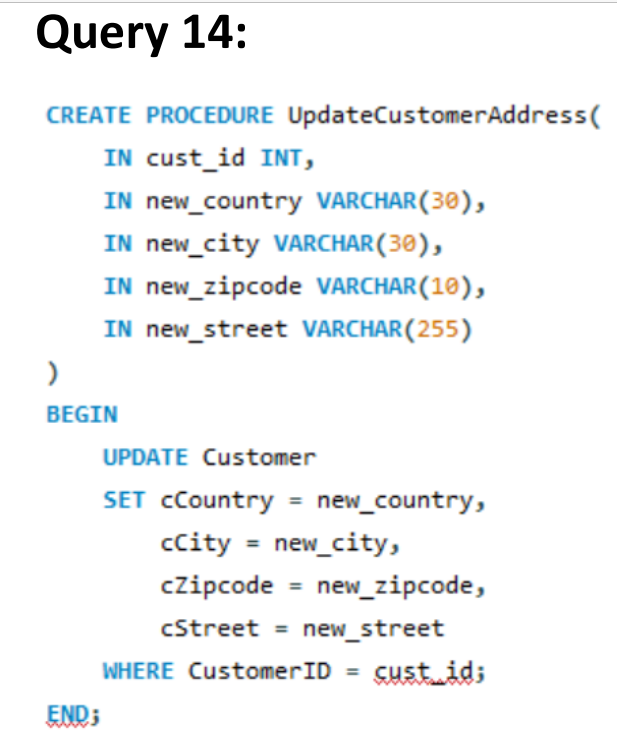 Query 14:
CREATE PROCEDURE UpdateCustomerAddress(
IN cust_id INT,
IN new_country VARCHAR(30),
IN new_city VARCHAR(30),
IN new_zipcode VARCHAR(10),
IN new_street VARCHAR(255)
)
BEGIN
UPDATE Customer
SET cCountry = new_country,
cCity = new_city,
cZipcode = new_zipcode,
cStreet = new_street
WHERE CustomerID = cust_id;
END;